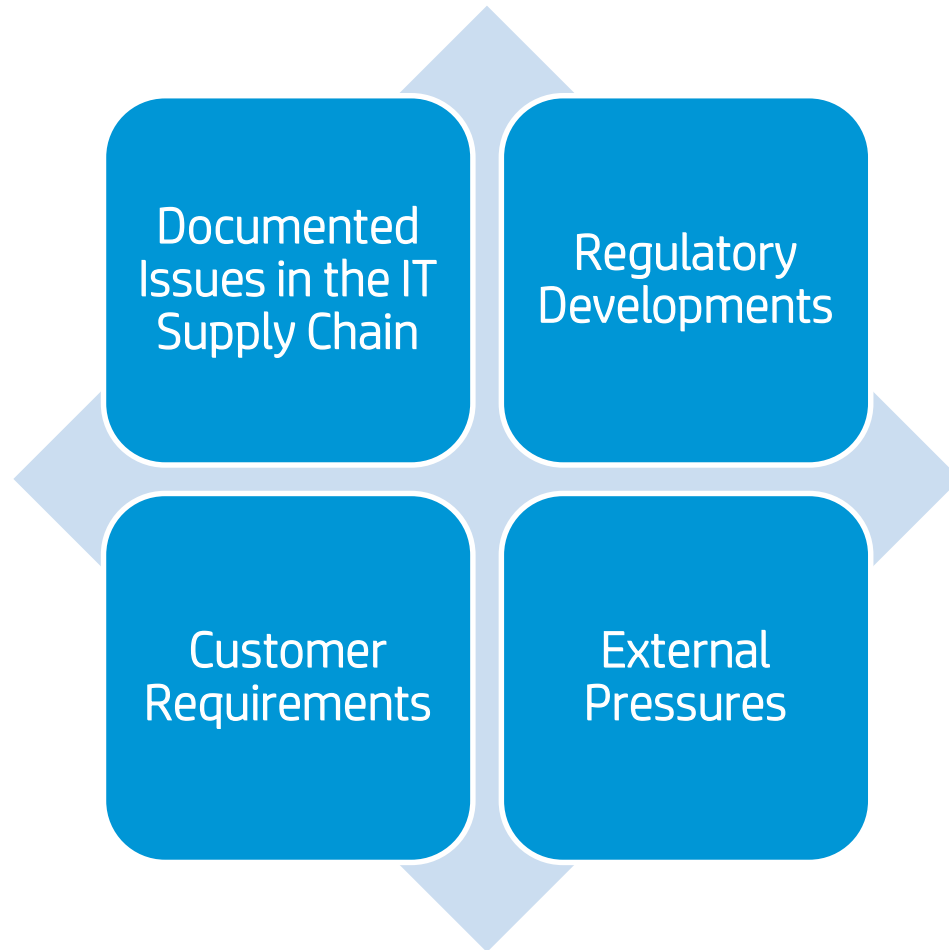 Documented
Issues in the IT
Supply Chain
Regulatory
Developments
Customer
Requirements
External
Pressures